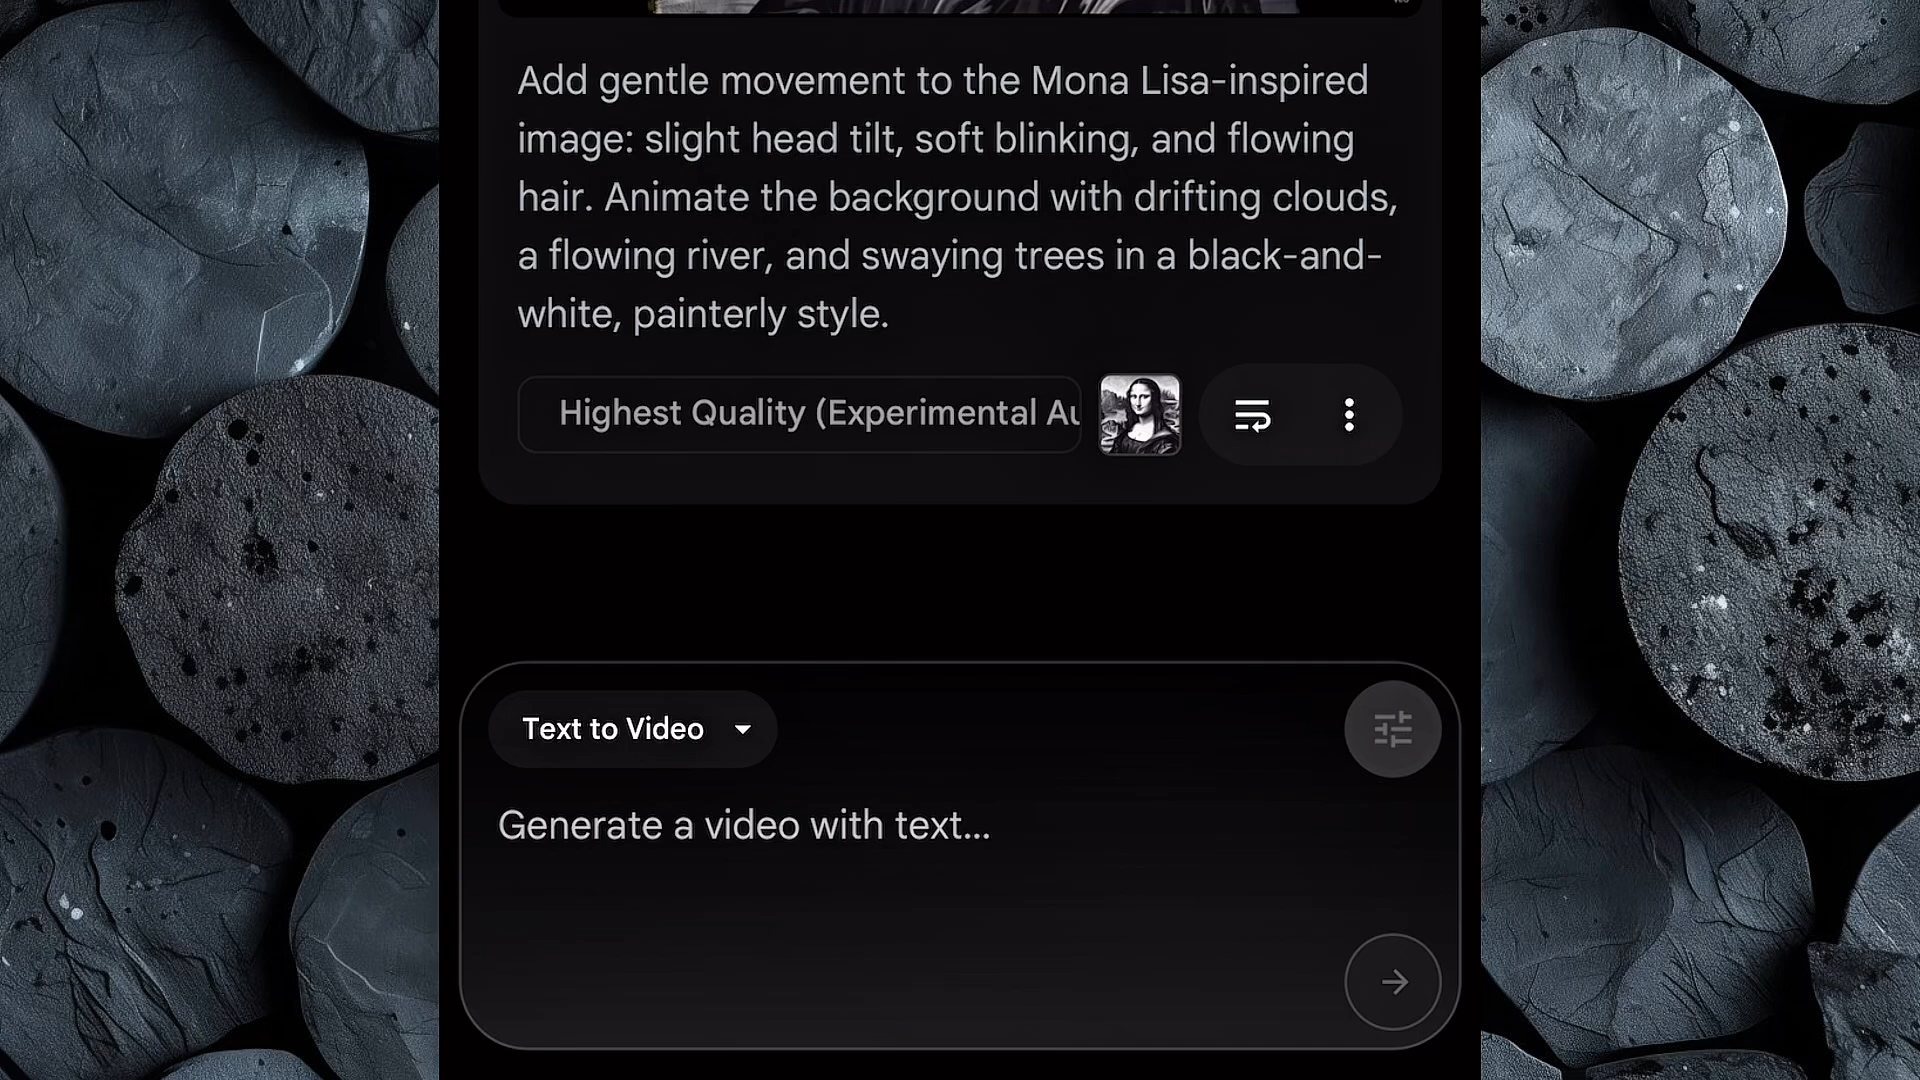 Add gentle movement to the Mona Lisa-inspired
image: slight head tilt, soft blinking, and flowing
hair. Animate the background with drifting clouds,
a flowing river, and swaying trees in a black-and-
white, painterly style.
Highest Quality (Experimental Au
Text to Video
Generate a video with text...